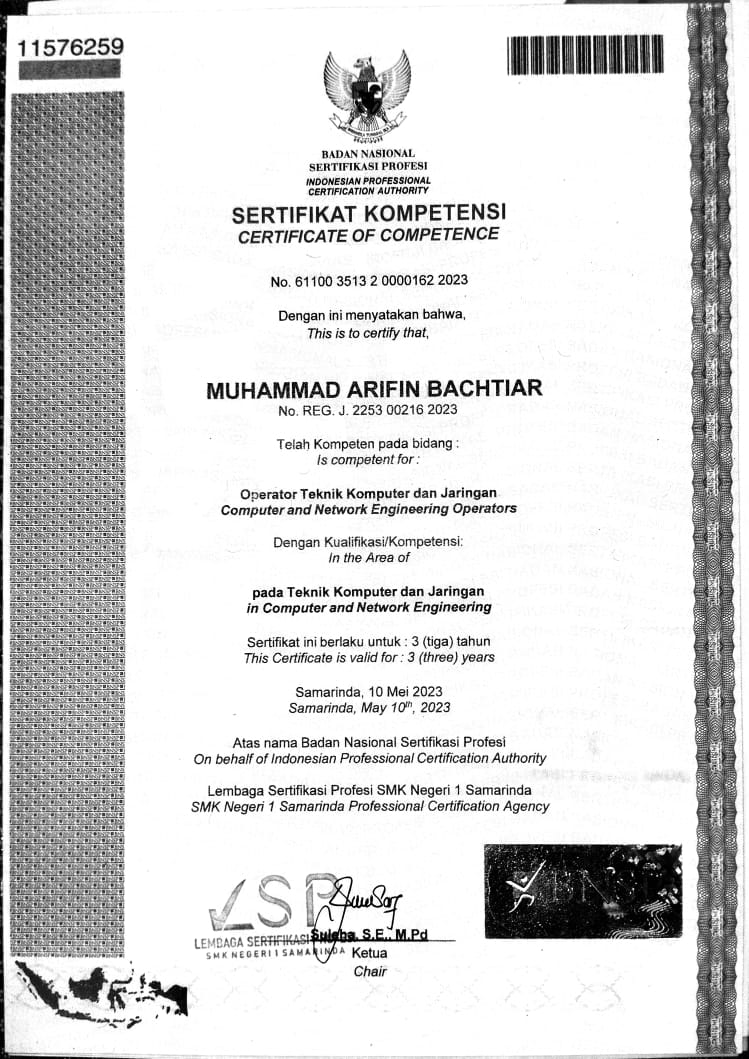 11576259
BADAN NASIONAL
SERTIFIKASI PROFESI
INDONESIAN PROFESSIONAL
CERTIFICATION AUTHORITY
SERTIFIKAT KOMPETENSI
CERTIFICATE OF COMPETENCE
No. 61100 3513 2 0000162 2023
Dengan ini menyatakan bahwa,
This is to certify that,
MUHAMMAD ARIFIN BACHTIAR
No. REG. J. 2253 00216 2023
Telah Kompeten pada bidang :
Is competent for :
Operator Teknik Komputer dan Jaringan
Computer and Network Engineering Operators
Dengan Kualifikasi/Kompetensi:
In the Area of
pada Teknik Komputer dan Jaringan
in Computer and Network Engineering
Sertifikat ini berlaku untuk : 3 (tiga) tahun
This Certificate is valid for : 3 (three) years
Samarinda, 10 Mei 2023
Samarinda, May 10th, 2023
Atas nama Badan Nasional Sertifikasi Profesi
On behalf of Indonesian Professional Certification Authority
Lembaga Sertifikasi Profesi SMK Negeri 1 Samarinda
SMK Negeri 1 Samarinda Professional Certification Agency
LSP
LEMBAGA SERTIFIKASI
S.E., M.Pd
SMK NEGERI 1 SAMARINDA
Ketua
Chair